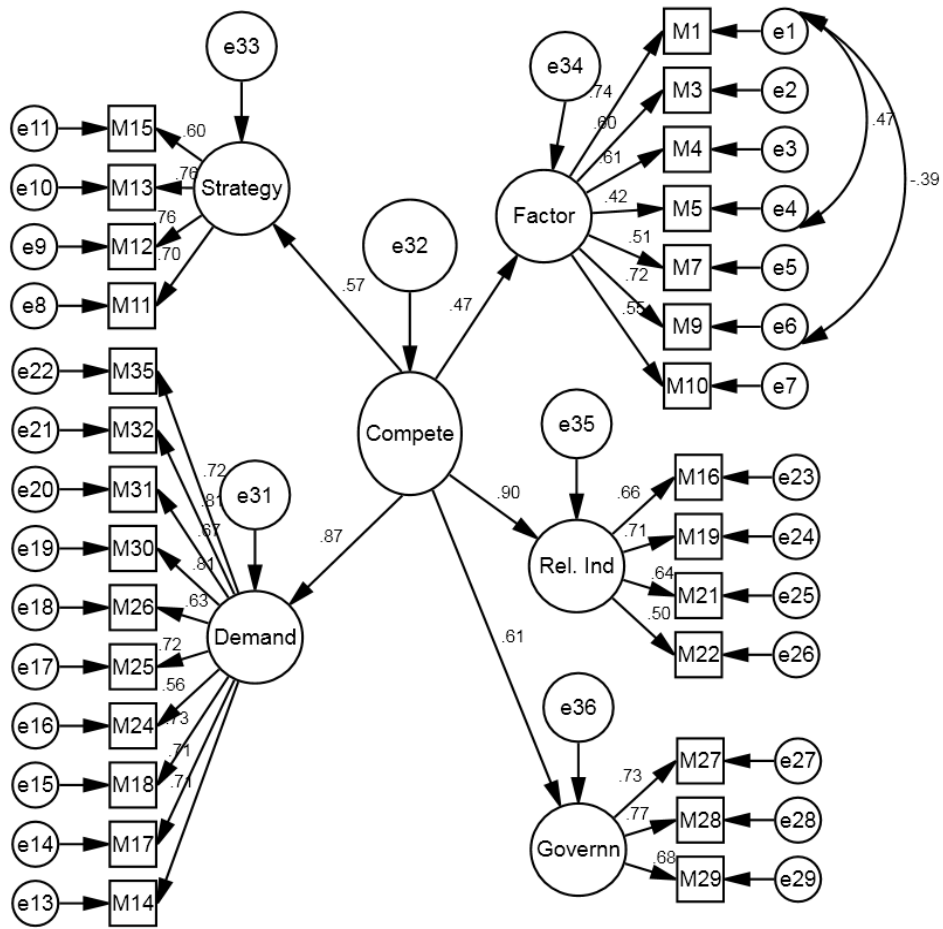 e33
e34
M1
e1
M3
e2
M4
e3
M5
e4
M7
e5
M9
e6
M10
e7
.74
.60
.61
.42
.51
.72
.55
.47
-.39
Factor
e11
M15
.60
e10
M13
.76
e9
M12
.76
e8
M11
.70
Strategy
e32
.57
.47
Compete
.90
.87
.61
e22
M35
.72
e21
M32
.81
e20
M31
.67
e19
M30
.81
e18
M26
.63
e17
M25
.72
e16
M24
.56
e15
M18
.73
e14
M17
.71
e13
M14
.71
e31
Demand
e35
Rel. Ind
.66
M16
e23
.71
M19
e24
.64
M21
e25
.50
M22
e26
e36
Governn
.73
M27
e27
.77
M28
e28
.68
M29
e29